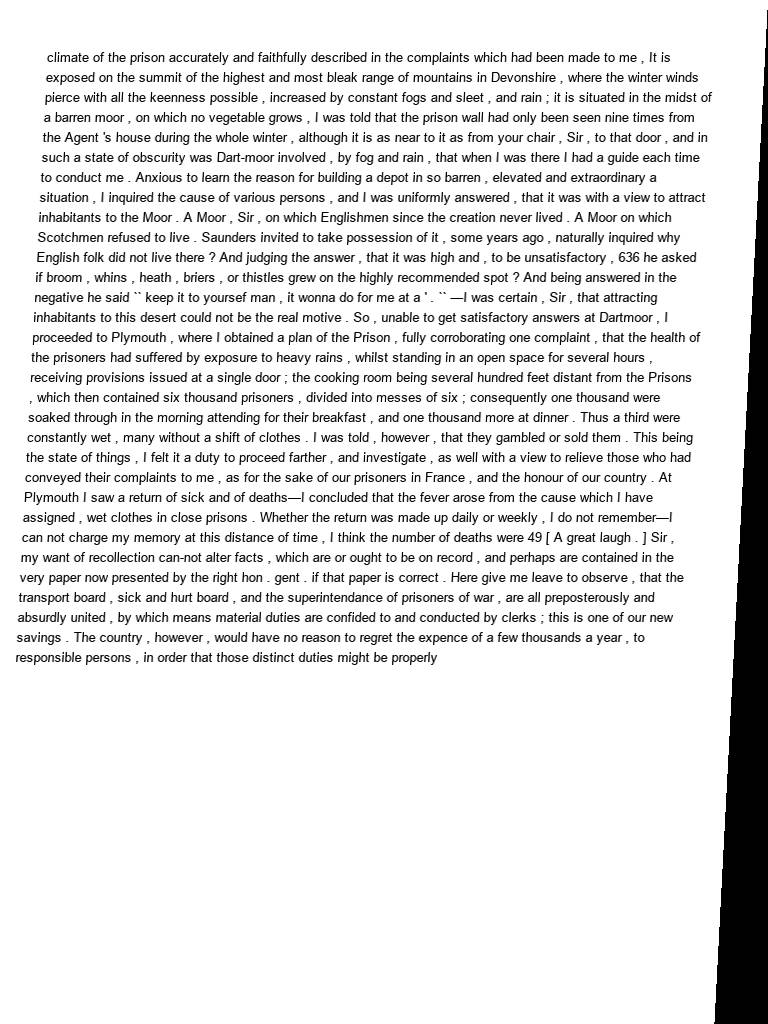 climate of the prison accurately and faithfully described in the complaints which had been made to me , It is
exposed on the summit of the highest and most bleak range of mountains in Devonshire , where the winter winds
pierce with all the keenness possible , increased by constant fogs and sleet , and rain ; it is situated in the midst of
a barren moor , on which no vegetable grows , I was told that the prison wall had only been seen nine times from
the Agent 's house during the whole winter , although it is as near to it as from your chair , Sir , to that door , and in
such a state of obscurity was Dart-moor involved , by fog and rain , that when I was there I had a guide each time
to conduct me . Anxious to learn the reason for building a depot in so barren , elevated and extraordinary a
situation , I inquired the cause of various persons , and I was uniformly answered , that it was with a view to attract
inhabitants to the Moor . A Moor , Sir , on which Englishmen since the creation never lived . A Moor on which
Scotchmen refused to live . Saunders invited to take possession of it , some years ago , naturally inquired why
English folk did not live there ? And judging the answer , that it was high and , to be unsatisfactory , 636 he asked
if broom , whins , heath , briers , or thistles grew on the highly recommended spot ? And being answered in the
negative he said `` keep it to yoursef man , it wonna do for me at a ' . `` —I was certain , Sir , that attracting
inhabitants to this desert could not be the real motive . So , unable to get satisfactory answers at Dartmoor , I
proceeded to Plymouth , where I obtained a plan of the Prison , fully corroborating one complaint , that the health of
the prisoners had suffered by exposure to heavy rains , whilst standing in an open space for several hours ,
receiving provisions issued at a single door ; the cooking room being several hundred feet distant from the Prisons
, which then contained six thousand prisoners , divided into messes of six ; consequently one thousand were
soaked through in the morning attending for their breakfast , and one thousand more at dinner . Thus a third were
constantly wet , many without a shift of clothes . I was told , however , that they gambled or sold them . This being
the state of things , I felt it a duty to proceed farther , and investigate , as well with a view to relieve those who had
conveyed their complaints to me , as for the sake of our prisoners in France , and the honour of our country . At
Plymouth I saw a return of sick and of deaths—I concluded that the fever arose from the cause which I have
assigned , wet clothes in close prisons . Whether the return was made up daily or weekly , I do not remember—I
can not charge my memory at this distance of time , I think the number of deaths were 49 [ A great laugh . ] Sir ,
my want of recollection can-not alter facts , which are or ought to be on record , and perhaps are contained in the
very paper now presented by the right hon . gent . if that paper is correct . Here give me leave to observe , that the
transport board , sick and hurt board , and the superintendance of prisoners of war , are all preposterously and
absurdly united , by which means material duties are confided to and conducted by clerks ; this is one of our new
savings . The country , however , would have no reason to regret the expence of a few thousands a year , to
responsible persons , in order that those distinct duties might be properly